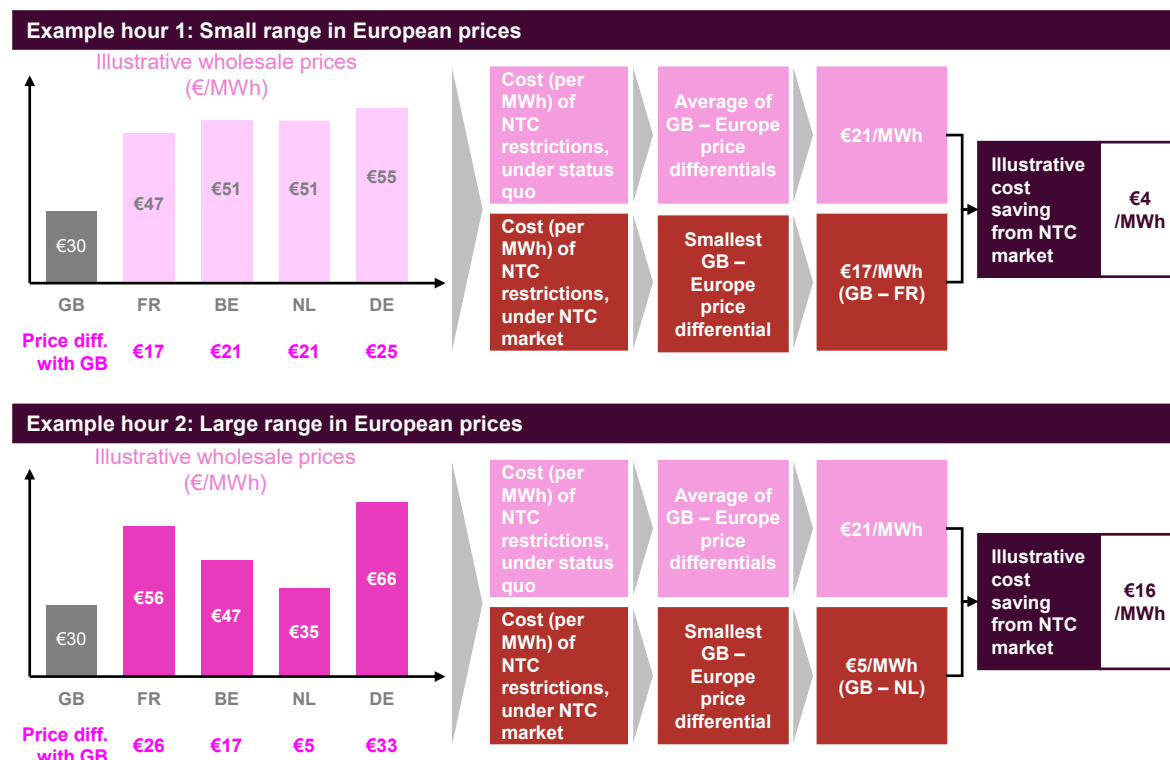 Example hour 1: Small range in European prices
Illustrative wholesale prices
(€/MWh)
€30
€47
€51
€51
€55
GB
FR
BE
NL
DE
Price diff.
with GB
€17
€21
€21
€25
Cost (per
MWh) of
NTC
restrictions,
under status
quo
Average of
GB – Europe
price
differentials
€21/MWh
Cost (per
MWh) of
NTC
restrictions,
under NTC
market
Smallest
GB –
Europe
price
differential
€17/MWh
(GB – FR)
Illustrative
cost
saving
from NTC
market
€4
/MWh
Example hour 2: Large range in European prices
Illustrative wholesale prices
(€/MWh)
€30
€56
€47
€35
€66
GB
FR
BE
NL
DE
Price diff.
with GB
€26
€17
€5
€33
Cost (per
MWh) of
NTC
restrictions,
under status
quo
Average of
GB – Europe
price
differentials
€21/MWh
Cost (per
MWh) of
NTC
restrictions,
under NTC
market
Smallest
GB –
Europe
price
differential
€5/MWh
(GB – NL)
Illustrative
cost
saving
from NTC
market
€16
/MWh